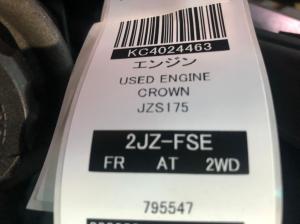 KC4024463
エンジン
USED ENGINE
CROWN
JZS175
2JZ-FSE
FR AT 2WD
795547